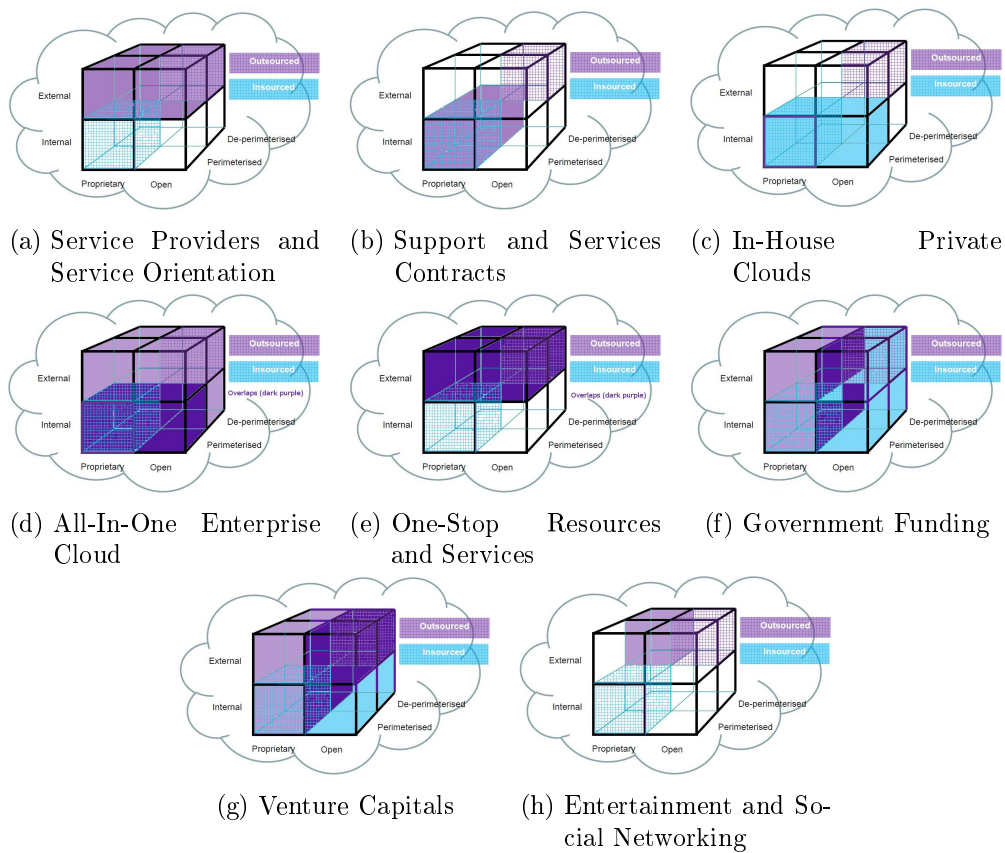 Outsourced
Insourced
External
Internal
De-perimeterised
Perimeterised
Proprietary Open
(a) Service Providers and
Service Orientation
Outsourced
Insourced
External
Internal
De-perimeterised
Perimeterised
Proprietary Open
(b) Support and Services
Contracts
Outsourced
Insourced
External
Internal
De-perimeterised
Perimeterised
Proprietary Open
(c) In-House Private
Clouds
Outsourced
Insourced
Overlaps (dark purple)
External
Internal
De-perimeterised
Perimeterised
Proprietary Open
(d) All-In-One Enterprise
Cloud
Outsourced
Insourced
Overlaps (dark purple)
External
Internal
De-perimeterised
Perimeterised
Proprietary Open
(e) One-Stop Resources
and Services
Outsourced
Insourced
External
Internal
De-perimeterised
Perimeterised
Proprietary Open
(f) Government Funding
Outsourced
Insourced
External
Internal
De-perimeterised
Perimeterised
Proprietary Open
(g) Venture Capitals
Outsourced
Insourced
External
Internal
De-perimeterised
Perimeterised
Proprietary Open
(h) Entertainment and So-
cial Networking